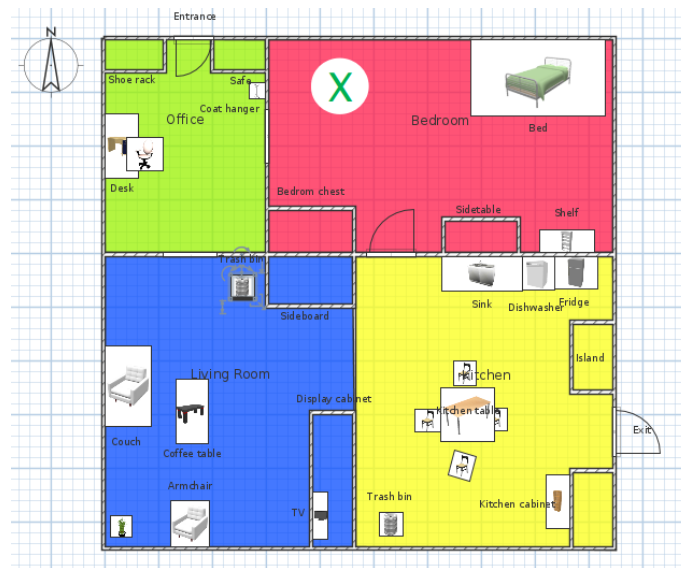 Entrance
N
Shoe rack
Safe
X
Coat hanger
Office
Bedroom
Bed
Desk
Bedrom chest
Sidetable
Shelf
Trash bin
Sink
Dishwasher
Fridge
Sideboard
Island
Living Room
Kitchen
Display cabinet
Kitchen table
Exit
Couch
Coffee table
Armchair
Trash bin
Kitchen cabinet
TV